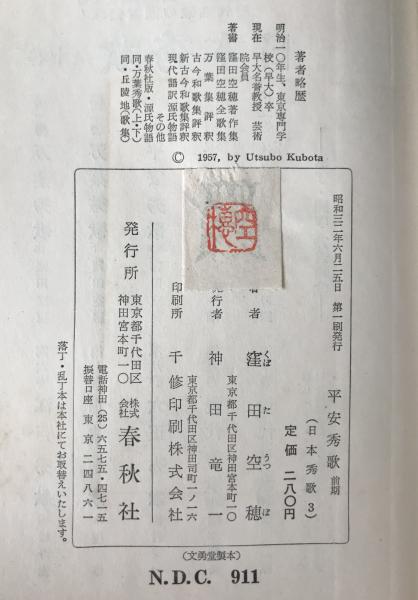 著者略歴
明治一〇年生、東京専門学
校(早大)卒
現在 早大名誉教授 芸術
院会員
著書 窪田空穂著作集
窪田空穂全歌集
万葉集評釈
古今和歌集評釈
新古今和歌集評釈
現代語訳源氏物語
その他
春秋社版・源氏物語
同・万葉秀歌(上・下)
同・丘陵地(歌集)
© 1957, by Utsubo Kubota
昭和三二年六月二五日 第一刷発行
平安秀歌 前期
(日本秀歌3)
定価 二八〇円
著者 窪田空穂
くぼ た うつ ぼ
東京都千代田区神田宮本町一〇
発行者 神田竜一
東京都千代田区神田司町一ノ一六
印刷所 千修印刷株式会社
発行所 東京都千代田区
神田宮本町一〇
株式
会社 春秋社
電話神田(25)六五七五・四七一五
振替口座 東京二四八六一
落丁・乱丁本は本社にてお取替えいたします。
(文勇堂製本)
N.D.C. 911